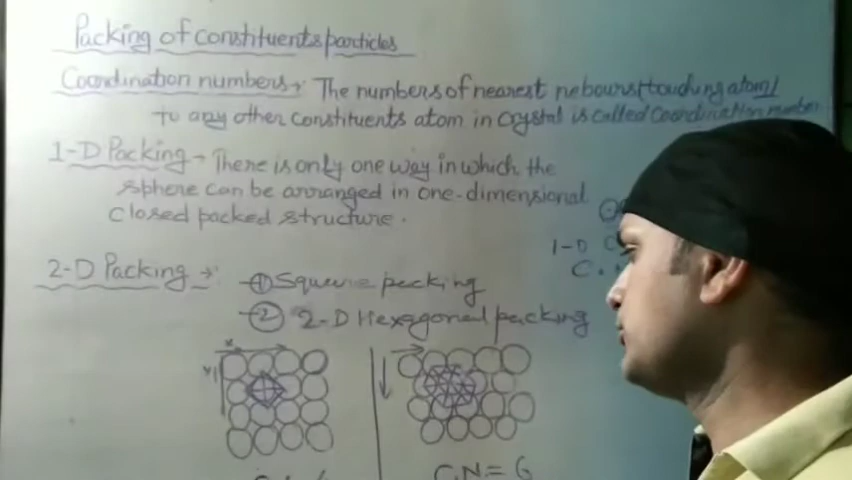 Packing of constituents particles
Coordination numbers → The numbers of nearest nebours (touching atom)
to any other constituents atom in crystal is called Coordination number
1-D Packing → There is only one way in which the
sphere can be arranged in one-dimensional
closed packed structure.
1-D
2-D Packing → ① Square packing
② 2-D Hexagonal packing
x
y
C.N = 6